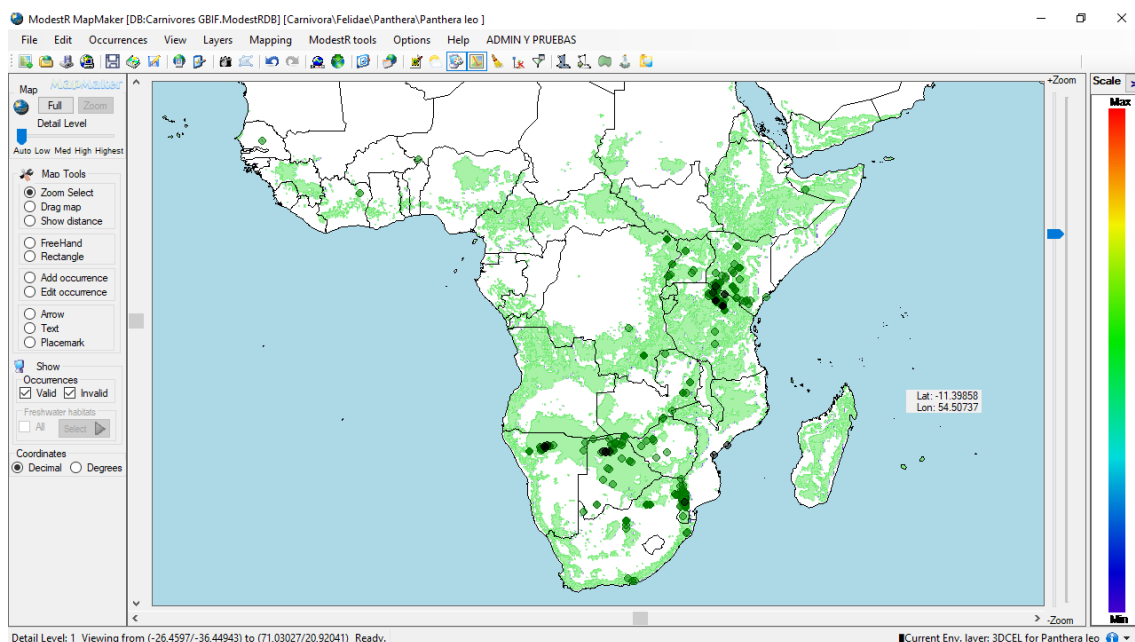 ModestR MapMaker [DB:Carnivores GBIF.ModestRDB] [Carnivora\Felidae\Panthera\Panthera leo ]
File Edit Occurrences View Layers Mapping ModestR tools Options Help ADMIN Y PRUEBAS
Map MapMaker
Full Zoom
Detail Level
Auto Low Med High Highest
Map Tools
Zoom Select
Drag map
Show distance
FreeHand
Rectangle
Add occurrence
Edit occurrence
Arrow
Text
Placemark
Show
Occurrences
Valid Invalid
Freshwater habitats
All Select
Coordinates
Decimal Degrees
Lat: -11.39858
Lon: 54.50737
+Zoom
-Zoom
Scale
Max
Min
Detail Level: 1 Viewing from (-26.4597/-36.44943) to (71.03027/20.92041) Ready.
Current Env. layer: 3DCEL for Panthera leo